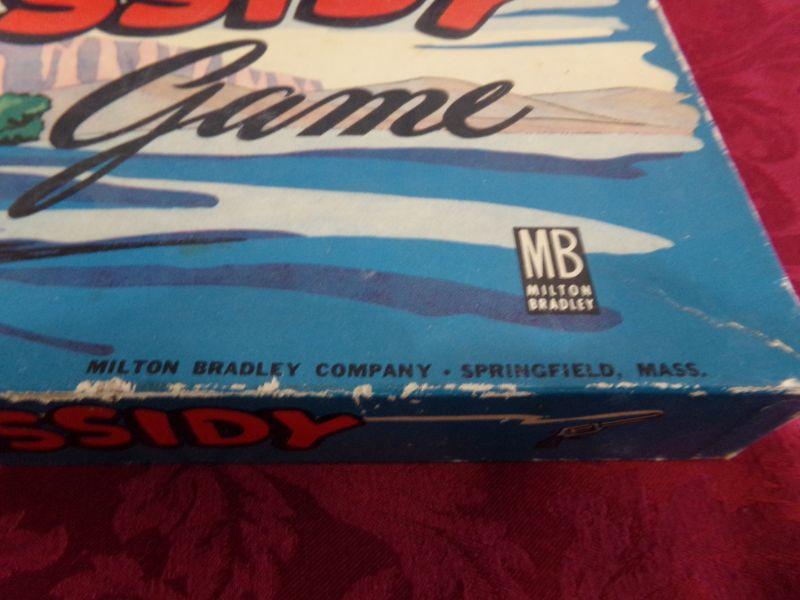 SSIDY
Game
MB
MILTON
BRADLEY
MILTON BRADLEY COMPANY • SPRINGFIELD, MASS.
SSIDY